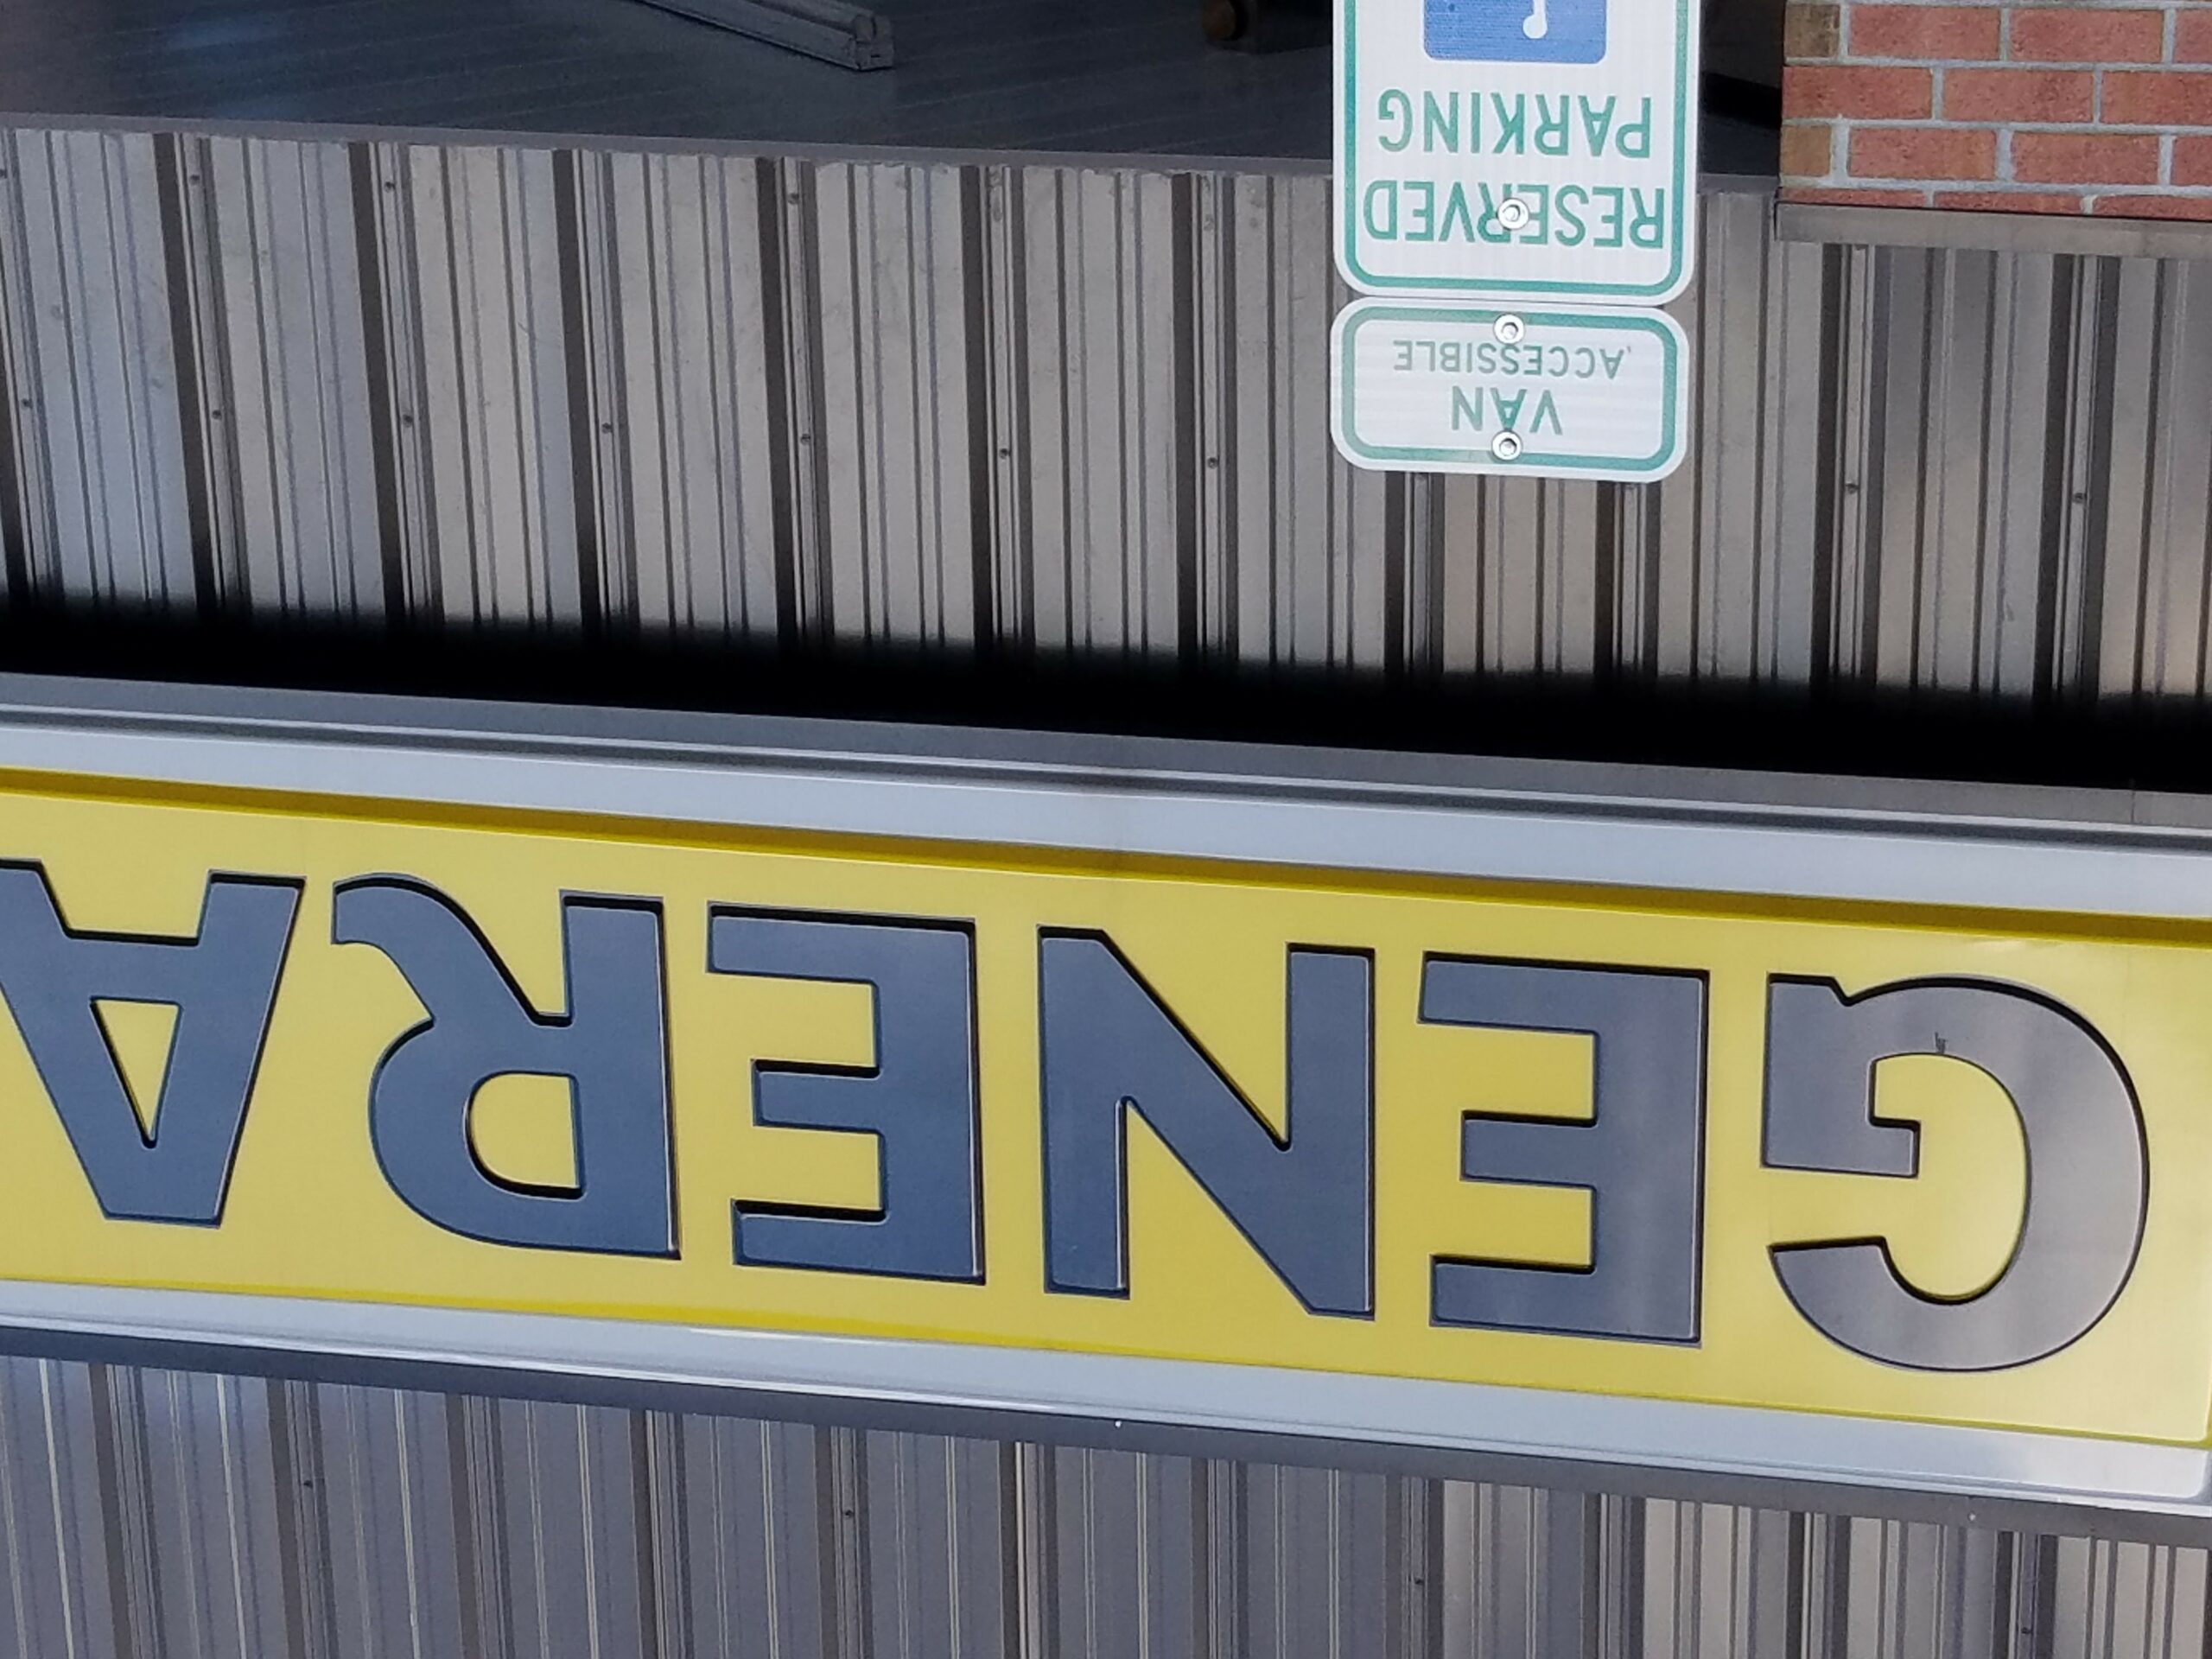 GENERA
VAN
ACCESSIBLE
RESERVED
PARKING